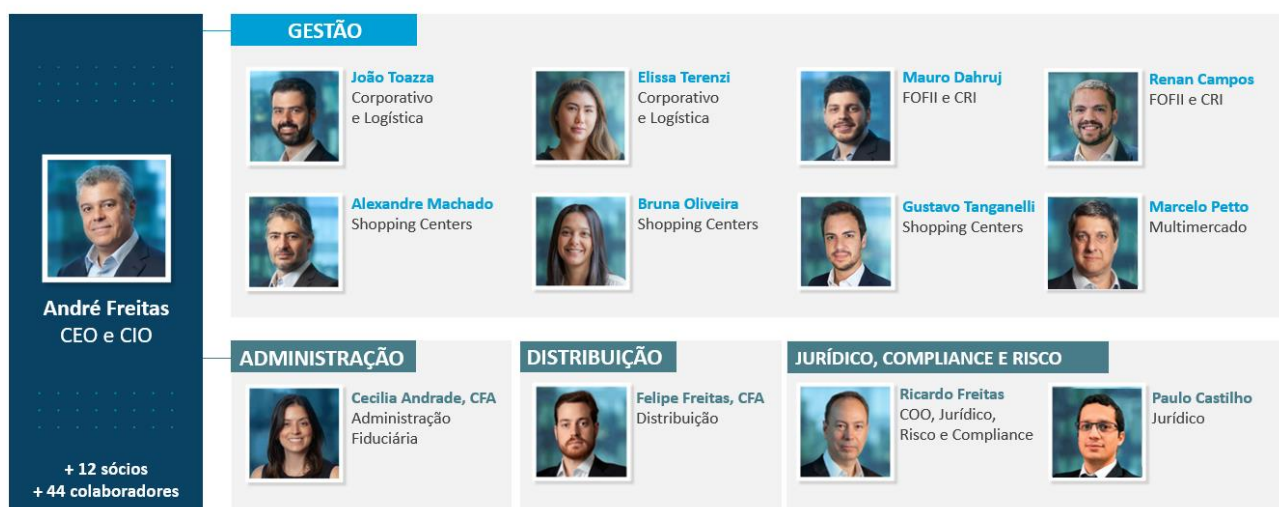 GESTÃO
João Toazza
Corporativo
e Logística
Elissa Terenzi
Corporativo
e Logística
Mauro Dahruj
FOFII e CRI
Renan Campos
FOFII e CRI
Alexandre Machado
Shopping Centers
Bruna Oliveira
Shopping Centers
Gustavo Tanganelli
Shopping Centers
Marcelo Petto
Multimercado
André Freitas
CEO e CIO
+ 12 sócios
+ 44 colaboradores
ADMINISTRAÇÃO
Cecilia Andrade, CFA
Administração
Fiduciária
DISTRIBUIÇÃO
Felipe Freitas, CFA
Distribuição
JURÍDICO, COMPLIANCE E RISCO
Ricardo Freitas
COO, Jurídico,
Risco e Compliance
Paulo Castilho
Jurídico